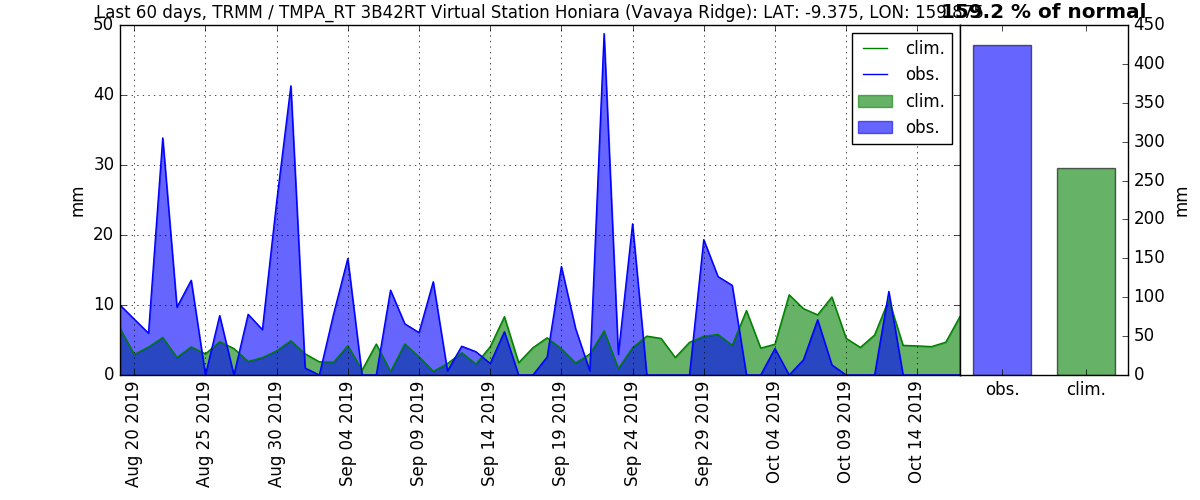 Last 60 days, TRMM / TMPA_RT 3B42RT Virtual Station Honiara (Vavaya Ridge): LAT: -9.375, LON:
159.2 % of normal
50
40
30
20
10
0
mm
clim.
obs.
clim.
obs.
Aug 20 2019
Aug 25 2019
Aug 30 2019
Sep 04 2019
Sep 09 2019
Sep 14 2019
Sep 19 2019
Sep 24 2019
Sep 29 2019
Oct 04 2019
Oct 09 2019
Oct 14 2019
450
400
350
300
250
200
150
100
50
0
mm
obs.
clim.